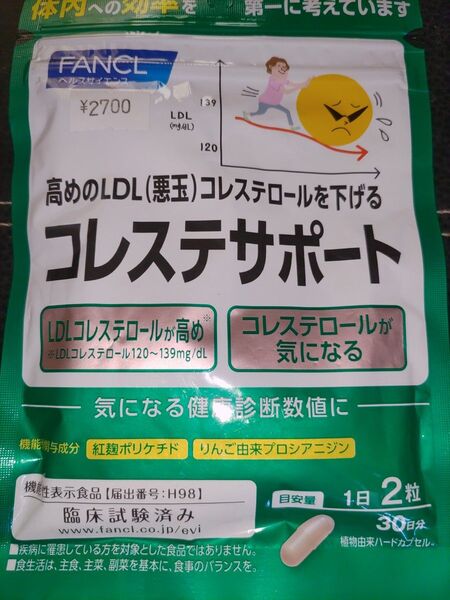 体内への効率を 第一に考えています
FANCL
ヘルスサイエンス
¥2700
LDL
(mg/dL)
139
120
高めのLDL(悪玉)コレステロールを下げる
コレステサポート
LDLコレステロールが高め※
※LDLコレステロール120〜139mg/dL
コレステロールが
気になる
気になる健康診断数値に
機能性関与成分 紅麹ポリケチド りんご由来プロシアニジン
機能性表示食品【届出番号:H98】
臨床試験済み
www.fancl.co.jp/evi
目安量 1日2粒
30日分
植物由来ハードカプセル。
■疾病に罹患している方を対象とした食品ではありません。
■食生活は、主食、主菜、副菜を基本に、食事のバランスを。